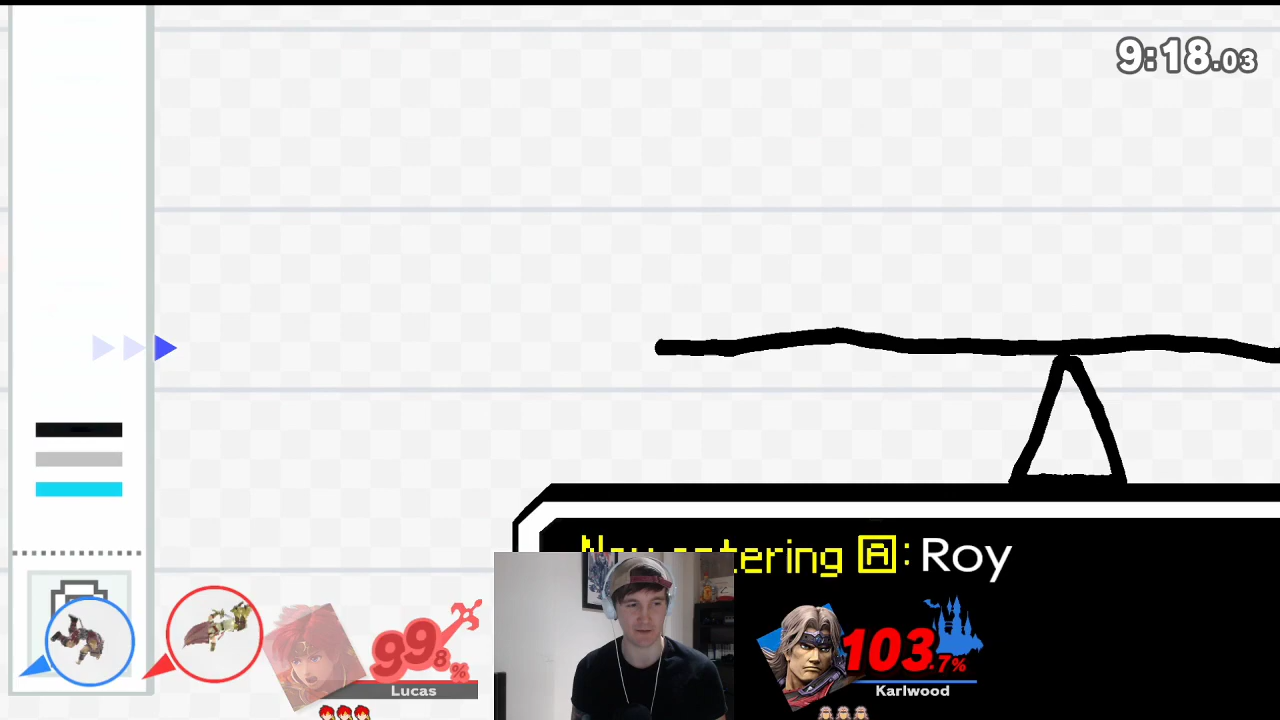 9:18.03
Now entering A: Roy
99.8%
Lucas
103.7%
Karlwood